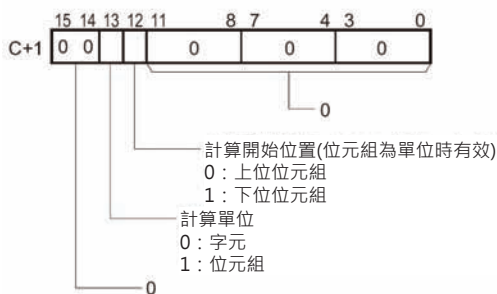 15 14 13 12 11 8 7 4 3 0
C+1 0 0 0 0 0
0
計算開始位置(位元組為單位時有效)
0：上位位元組
1：下位位元組
計算單位
0：字元
1：位元組
0